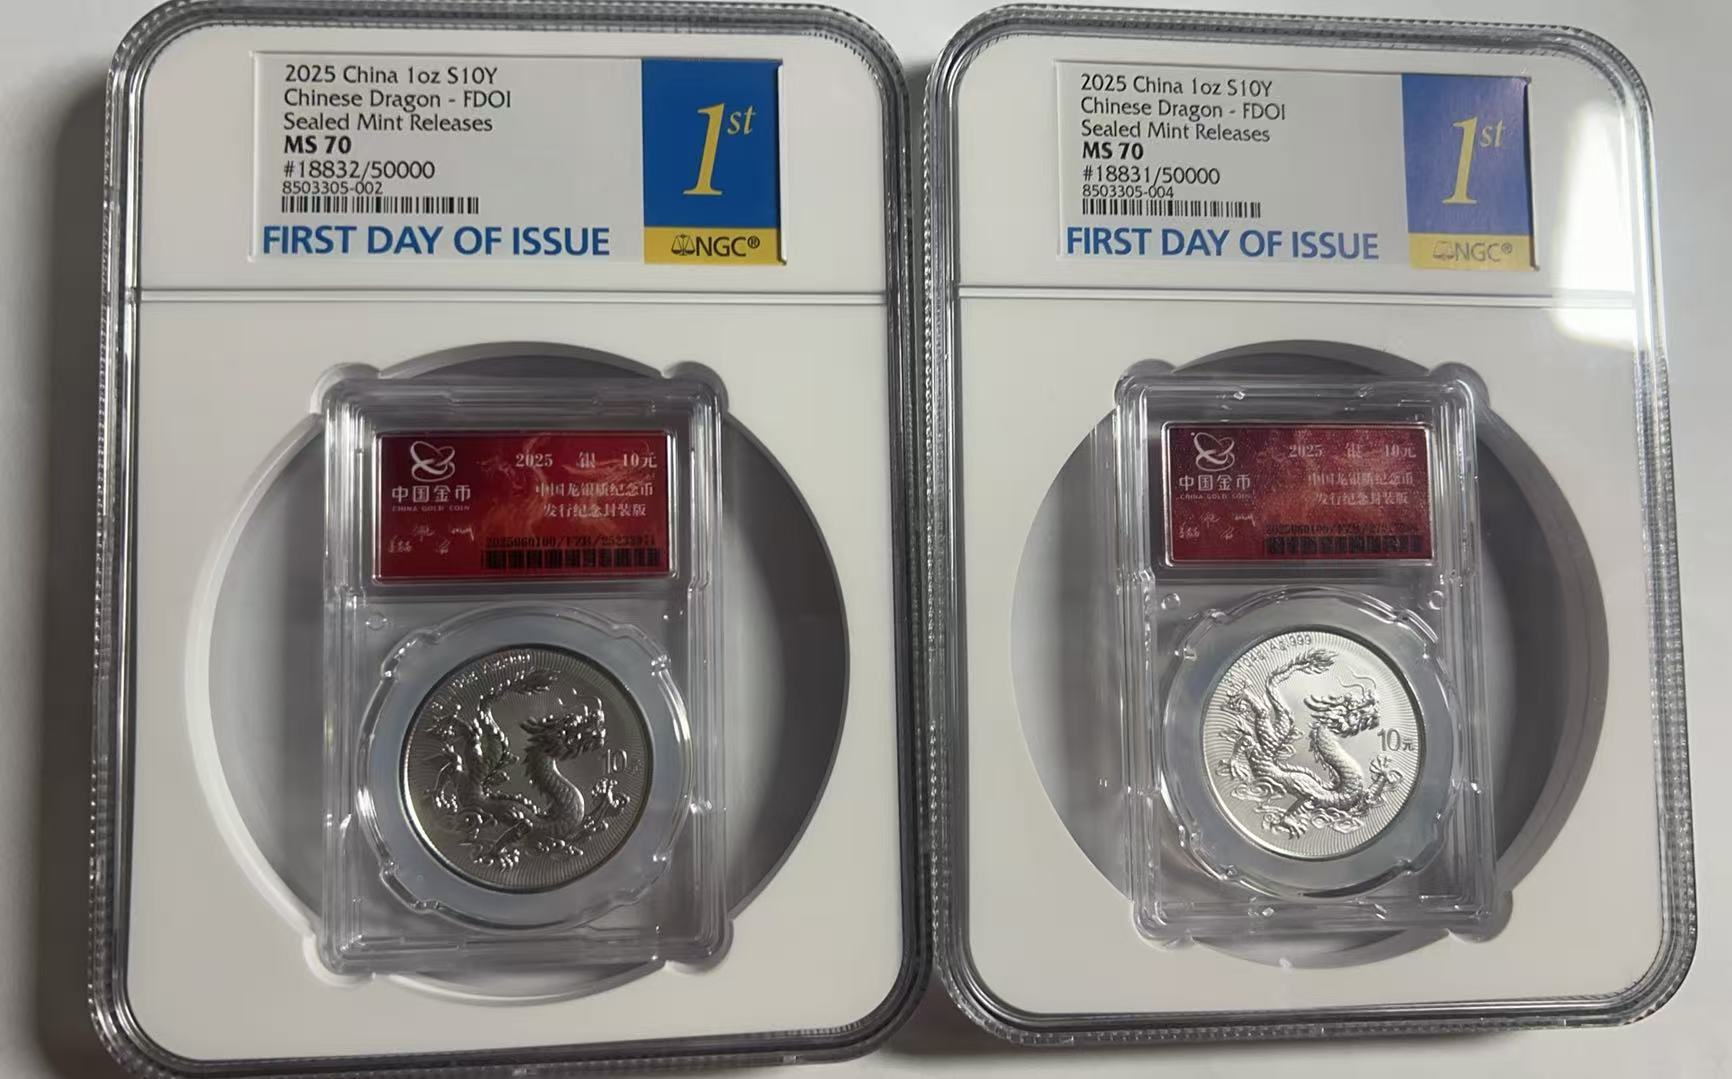 2025 China 1oz S10Y
Chinese Dragon - FDOI
Sealed Mint Releases
MS 70
#18832/50000
8503305-002
FIRST DAY OF ISSUE
1st
NGC®
中国金币
CHINA GOLD COIN
2025 银 10元
中国龙银质纪念币
发行纪念封装版
10元
2025 China 1oz S10Y
Chinese Dragon - FDOI
Sealed Mint Releases
MS 70
#18831/50000
8503305-004
FIRST DAY OF ISSUE
1st
NGC®
中国金币
CHINA GOLD COIN
2025 银 10元
中国龙银质纪念币
发行纪念封装版
10元